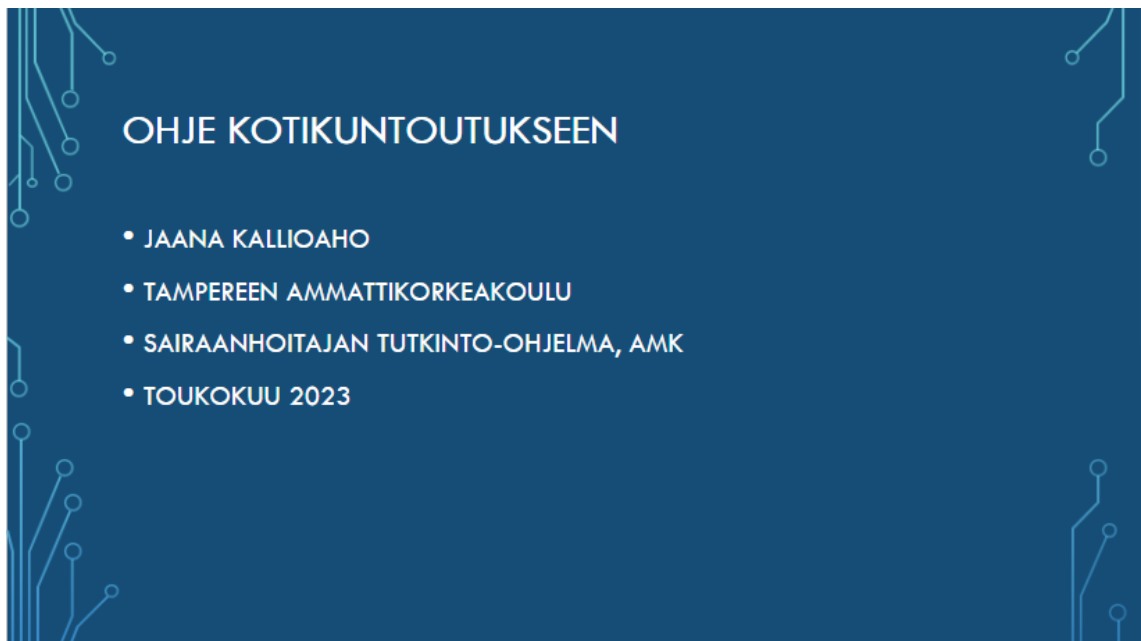 OHJE KOTIKUNTOUTUKSEEN
• JAANA KALLIOAHO
• TAMPEREEN AMMATTIKORKEAKOULU
• SAIRAANHOITAJAN TUTKINTO-OHJELMA, AMK
• TOUKOKUU 2023